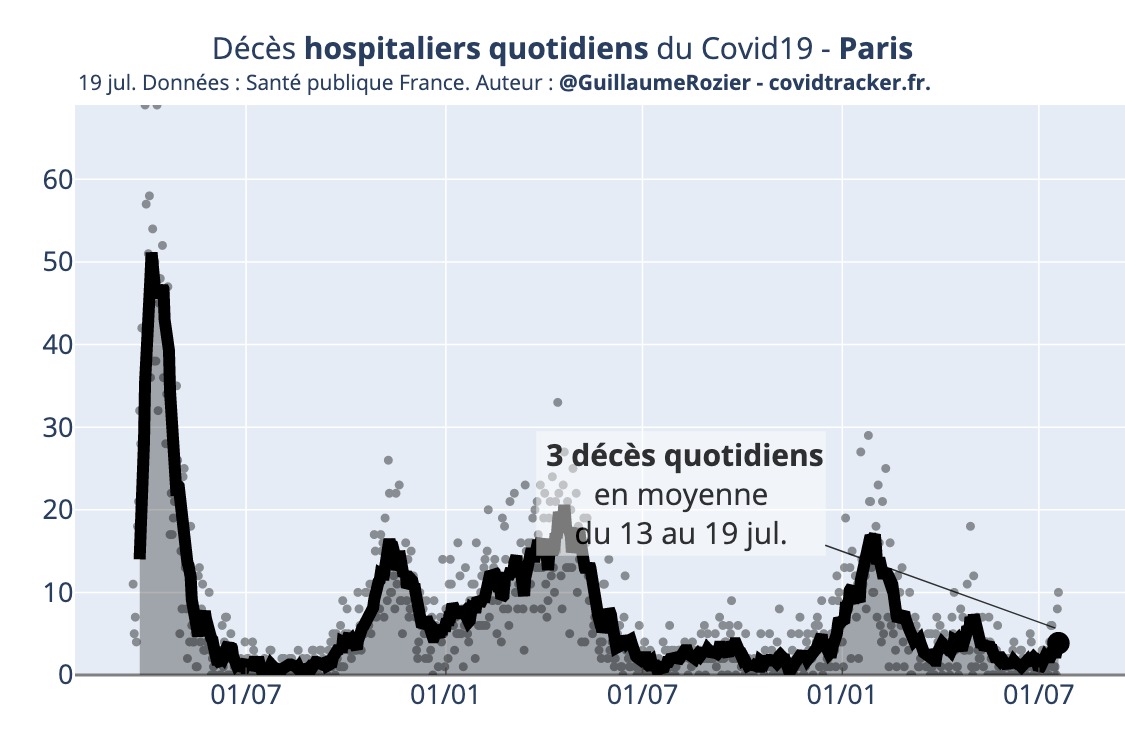 Décès hospitaliers quotidiens du Covid19 - Paris
19 jul. Données : Santé publique France. Auteur : @GuillaumeRozier - covidtracker.fr.
60
50
40
30
20
10
0
3 décès quotidiens
en moyenne
du 13 au 19 jul.
01/07 01/01 01/07 01/01 01/07